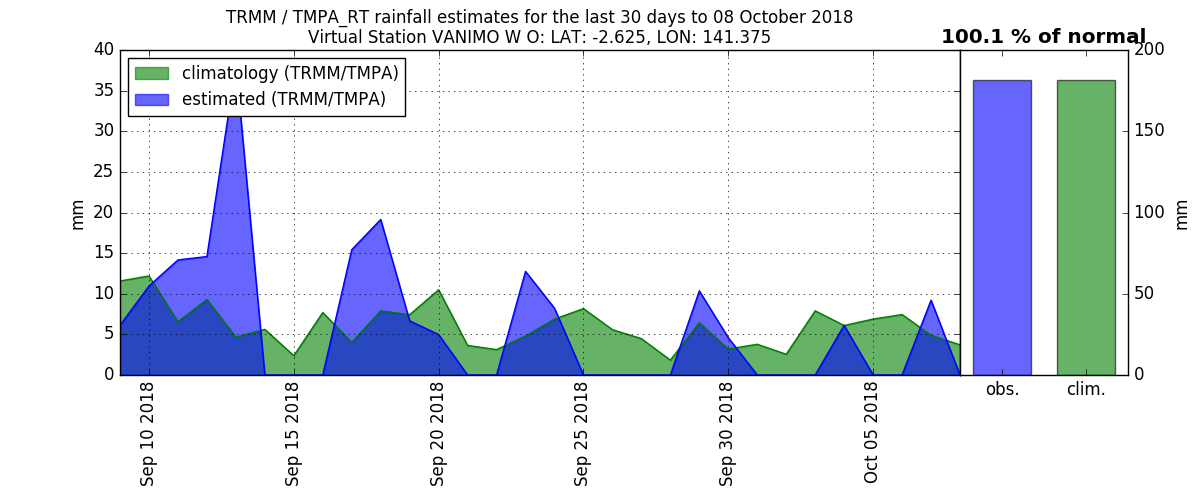 TRMM / TMPA_RT rainfall estimates for the last 30 days to 08 October 2018
Virtual Station VANIMO W O: LAT: -2.625, LON: 141.375
100.1 % of normal
climatology (TRMM/TMPA)
estimated (TRMM/TMPA)
40
35
30
25
20
15
10
5
0
mm
Sep 10 2018
Sep 15 2018
Sep 20 2018
Sep 25 2018
Sep 30 2018
Oct 05 2018
200
150
100
50
0
mm
obs.
clim.